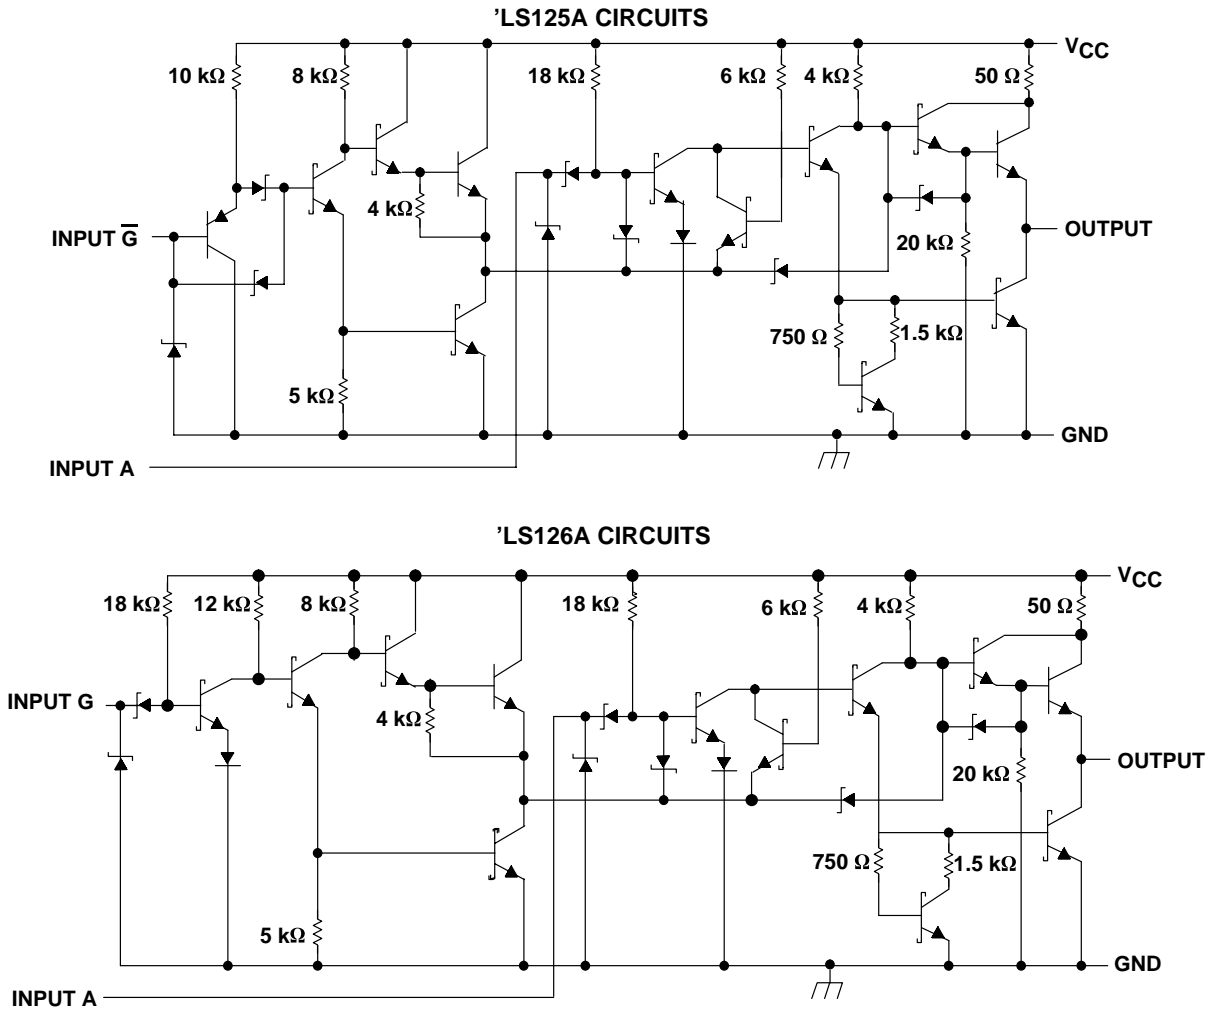 ’LS125A CIRCUITS
VCC
10 kΩ
8 kΩ
18 kΩ
6 kΩ
4 kΩ
50 Ω
4 kΩ
INPUT G̅
20 kΩ
OUTPUT
750 Ω
1.5 kΩ
5 kΩ
GND
INPUT A
’LS126A CIRCUITS
VCC
18 kΩ
12 kΩ
8 kΩ
18 kΩ
6 kΩ
4 kΩ
50 Ω
INPUT G
4 kΩ
20 kΩ
OUTPUT
750 Ω
1.5 kΩ
5 kΩ
GND
INPUT A